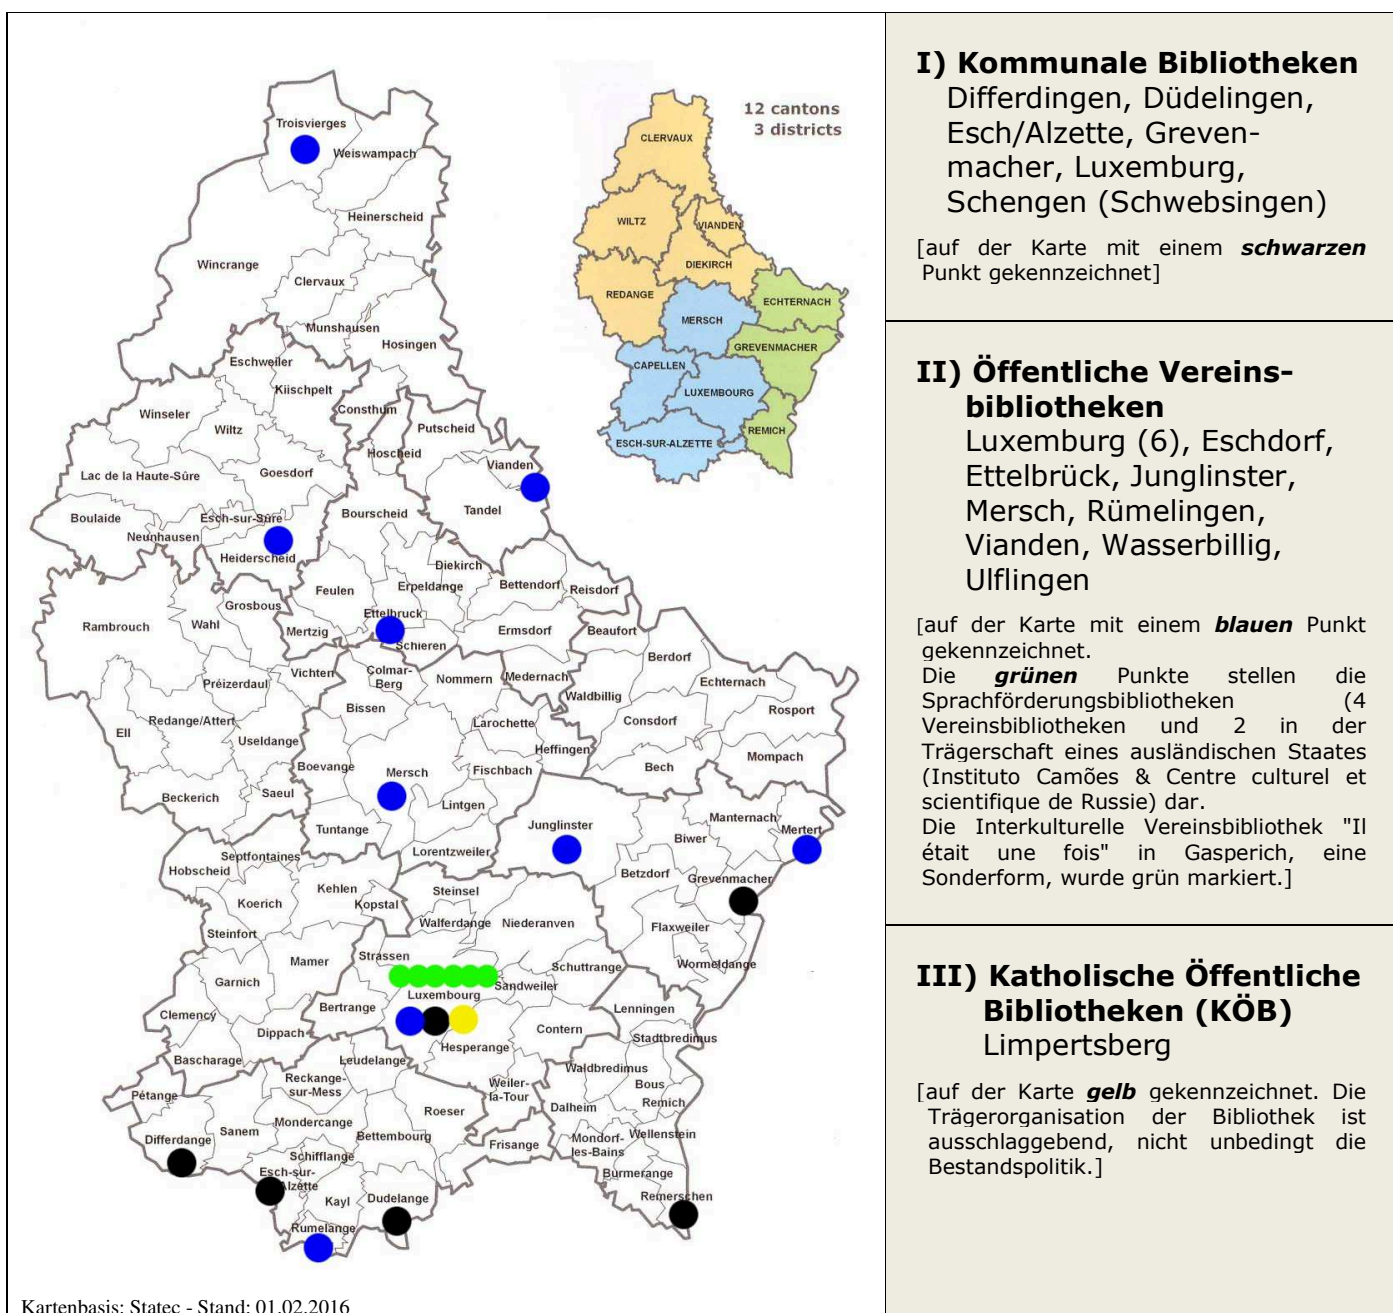 12 cantons
3 districts
CLERVAUX
WILTZ
VIANDEN
DIEKIRCH
REDANGE
ECHTERNACH
MERSCH
GREVENMACHER
CAPELLEN
LUXEMBOURG
REMICH
ESCH-SUR-ALZETTE
Troisvierges
Weiswampach
Heinerscheid
Wincrange
Clervaux
Munshausen
Hosingen
Eschweiler
Kiischpelt
Consthum
Winseler
Wiltz
Putscheid
Hoscheid
Vianden
Lac de la Haute-Sûre
Goesdorf
Tandel
Boulaide
Esch-sur-Sûre
Bourscheid
Neunhausen
Heiderscheid
Diekirch
Feulen
Erpeldange
Bettendorf
Reisdorf
Grosbous
Ettelbruck
Rambrouch
Wahl
Mertzig
Ermsdorf
Beaufort
Schieren
Berdorf
Vichten
Colmar-
Berg
Nommern
Medernach
Préizerdaul
Echternach
Waldbillig
Bissen
Rosport
Redange/Attert
Larochette
Consdorf
Ell
Useldange
Heffingen
Mompach
Boevange
Mersch
Fischbach
Bech
Beckerich
Saeul
Lintgen
Manternach
Tuntange
Junglinster
Mertert
Biwer
Septfontaines
Lorentzweiler
Hobscheid
Betzdorf
Grevenmacher
Kehlen
Steinsel
Koerich
Kopstal
Walferdange
Niederanven
Flaxweiler
Steinfort
Strassen
Mamer
Schuttrange
Wormeldange
Garnich
Sandweiler
Luxembourg
Clemency
Bertrange
Lenningen
Dippach
Contern
Stadtbredimus
Hesperange
Bascharage
Leudelange
Waldbredimus
Reckange-
sur-Mess
Weiler-
la-Tour
Bous
Pétange
Remich
Roeser
Dalheim
Mondercange
Sanem
Bettembourg
Differdange
Mondorf-
les-Bains
Wellenstein
Frisange
Schifflange
Esch-sur-
Alzette
Burmerange
Kayl
Dudelange
Remerschen
Rumelange
Kartenbasis: Statec - Stand: 01.02.2016
I) Kommunale Bibliotheken
Differdingen, Düdelingen,
Esch/Alzette, Greven-
macher, Luxemburg,
Schengen (Schwebsingen)
[auf der Karte mit einem schwarzen
Punkt gekennzeichnet]
II) Öffentliche Vereins-
bibliotheken
Luxemburg (6), Eschdorf,
Ettelbrück, Junglinster,
Mersch, Rümelingen,
Vianden, Wasserbillig,
Ulflingen
[auf der Karte mit einem blauen Punkt
gekennzeichnet.
Die grünen Punkte stellen die
Sprachförderungsbibliotheken (4
Vereinsbibliotheken und 2 in der
Trägerschaft eines ausländischen Staates
(Instituto Camões & Centre culturel et
scientifique de Russie) dar.
Die Interkulturelle Vereinsbibliothek "Il
était une fois" in Gasperich, eine
Sonderform, wurde grün markiert.]
III) Katholische Öffentliche
Bibliotheken (KÖB)
Limpertsberg
[auf der Karte gelb gekennzeichnet. Die
Trägerorganisation der Bibliothek ist
ausschlaggebend, nicht unbedingt die
Bestandspolitik.]